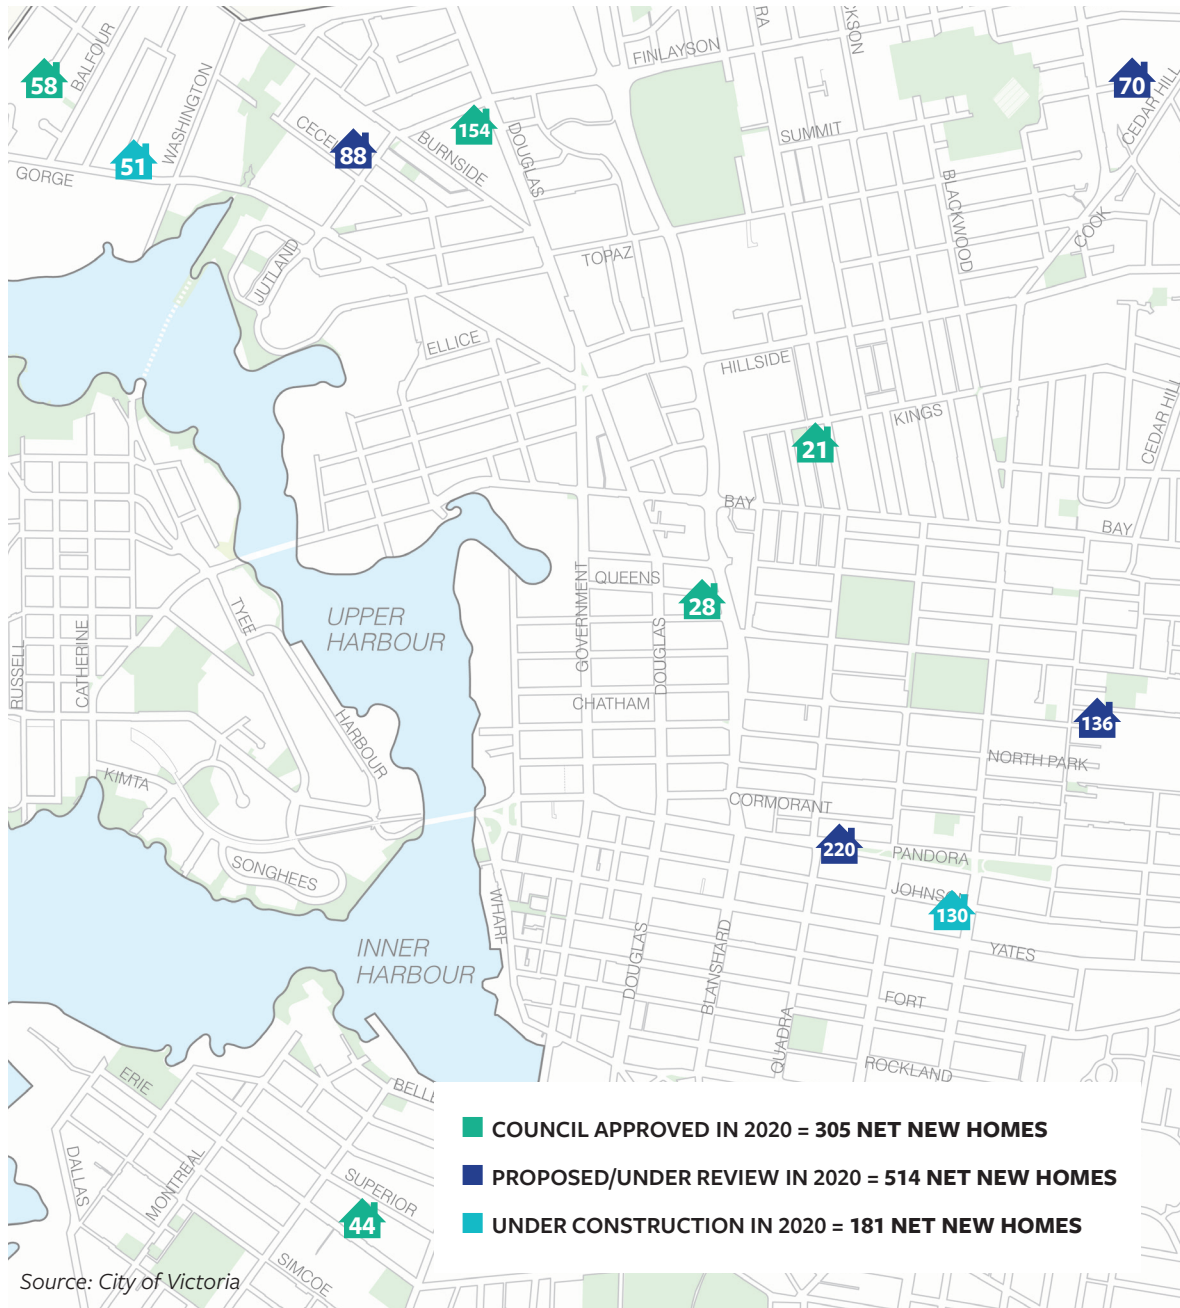 FINLAYSON
RA
KSON
BALFOUR
58
WASHINGTON
CECE
88
154
DOUGLAS
BURNSIDE
SUMMIT
70
CEDAR HILL
51
GORGE
BLACKWOOD
COOK
JUTLAND
TOPAZ
ELLICE
HILLSIDE
KINGS
CEDAR HILL
21
BAY
BAY
QUEENS
28
GOVERNMENT
DOUGLAS
TYEE
UPPER
HARBOUR
RUSSELL
CATHERINE
CHATHAM
HARBOUR
136
NORTH PARK
KIMTA
CORMORANT
220
PANDORA
SONGHEES
JOHNS
130
WHARF
YATES
INNER
HARBOUR
DOUGLAS
BLANSHARD
FORT
QUADRA
ROCKLAND
ERIE
BELLE
DALLAS
MONTREAL
SUPERIOR
44
SIMCOE
COUNCIL APPROVED IN 2020 = 305 NET NEW HOMES
PROPOSED/UNDER REVIEW IN 2020 = 514 NET NEW HOMES
UNDER CONSTRUCTION IN 2020 = 181 NET NEW HOMES
Source: City of Victoria